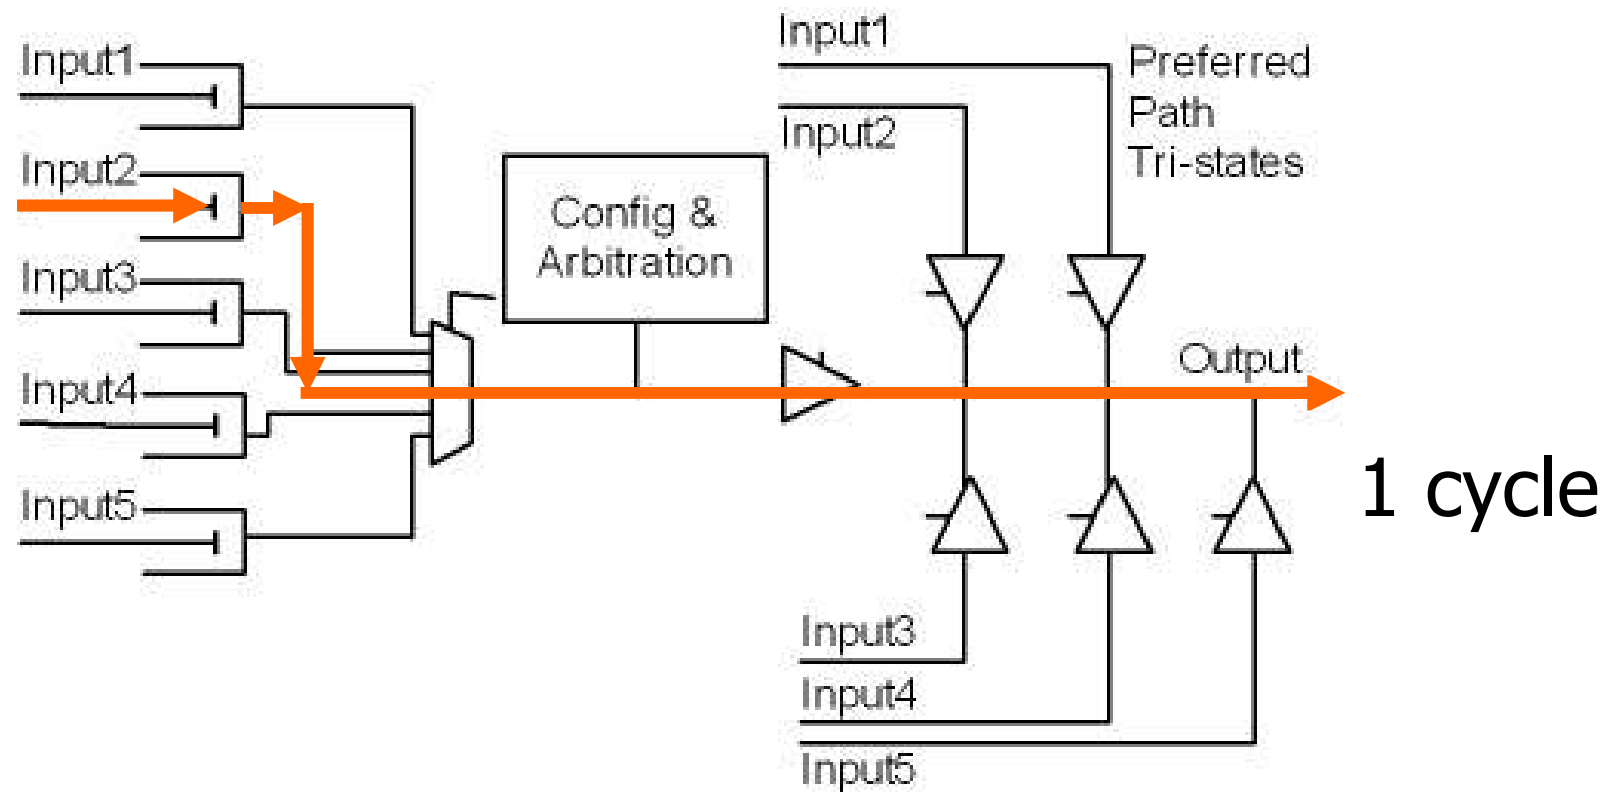 Input1
Input2
Input3
Input4
Input5
Config &
Arbitration
Input1
Input2
Preferred
Path
Tri-states
Output
1 cycle
Input3
Input4
Input5